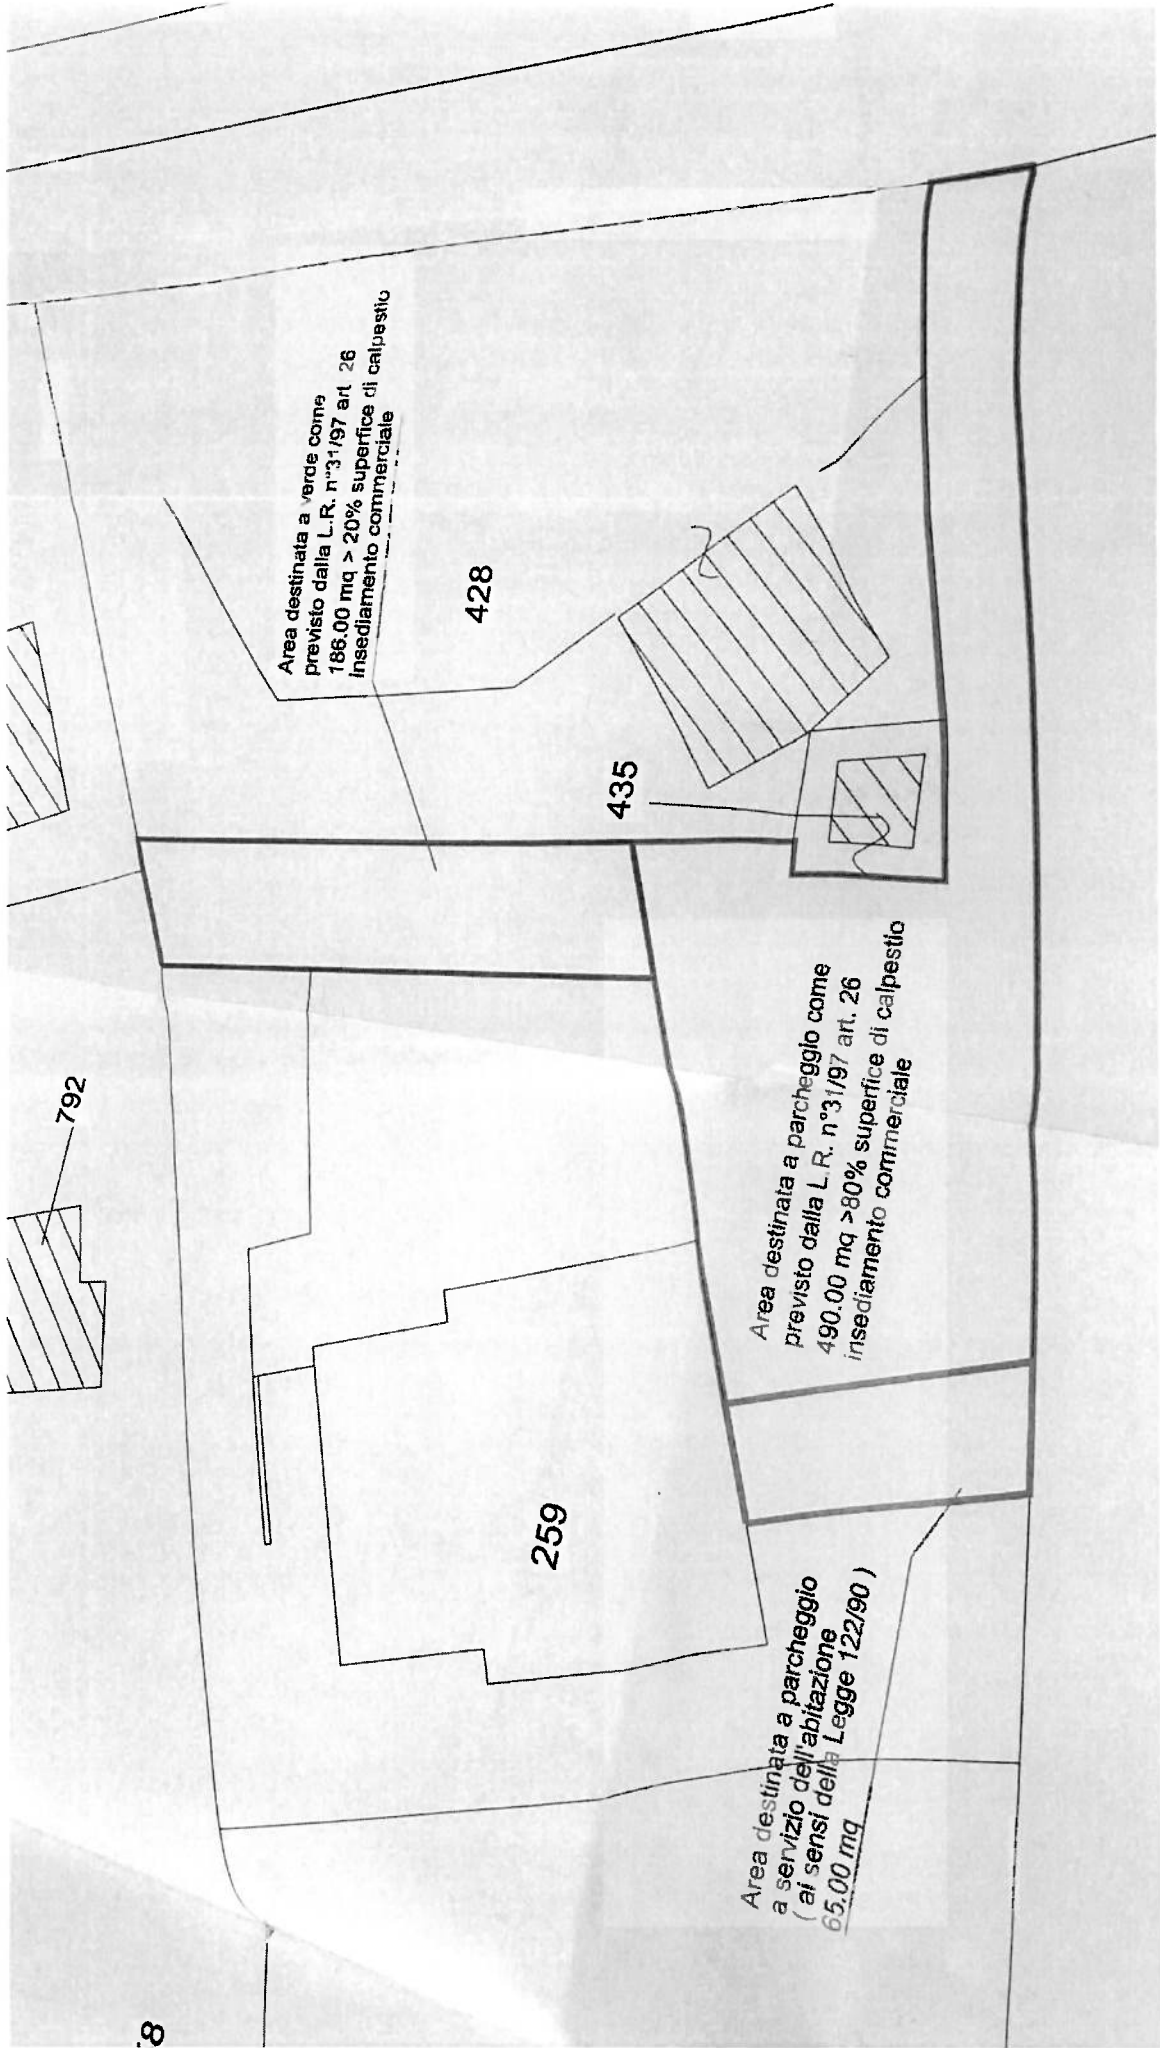 Area destinata a verde come
previsto dalla L.R. n°31/97 art 26
186.00 mq > 20% superfice di calpestio
insediamento commerciale
428
435
792
Area destinata a parcheggio come
previsto dalla L.R. n°31/97 art. 26
490.00 mq >80% superfice di calpestio
insediamento commerciale
259
Area destinata a parcheggio
a servizio dell'abitazione
( ai sensi della Legge 122/90 )
65.00 mq
8